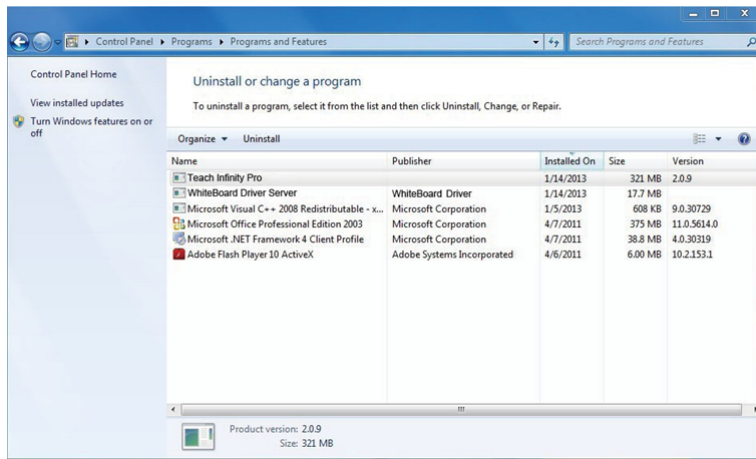 Control Panel Programs Programs and Features Search Programs and Features
Control Panel Home
View installed updates
Turn Windows features on or
off
Uninstall or change a program
To uninstall a program, select it from the list and then click Uninstall, Change, or Repair.
Organize Uninstall
Name Publisher Installed On Size Version
Teach Infinity Pro 1/14/2013 321 MB 2.0.9
WhiteBoard Driver Server WhiteBoard Driver 1/14/2013 17.7 MB
Microsoft Visual C++ 2008 Redistributable - x... Microsoft Corporation 1/5/2013 608 KB 9.0.30729
Microsoft Office Professional Edition 2003 Microsoft Corporation 4/7/2011 375 MB 11.0.5614.0
Microsoft .NET Framework 4 Client Profile Microsoft Corporation 4/7/2011 38.8 MB 4.0.30319
Adobe Flash Player 10 ActiveX Adobe Systems Incorporated 4/6/2011 6.00 MB 10.2.153.1
Product version: 2.0.9
Size: 321 MB